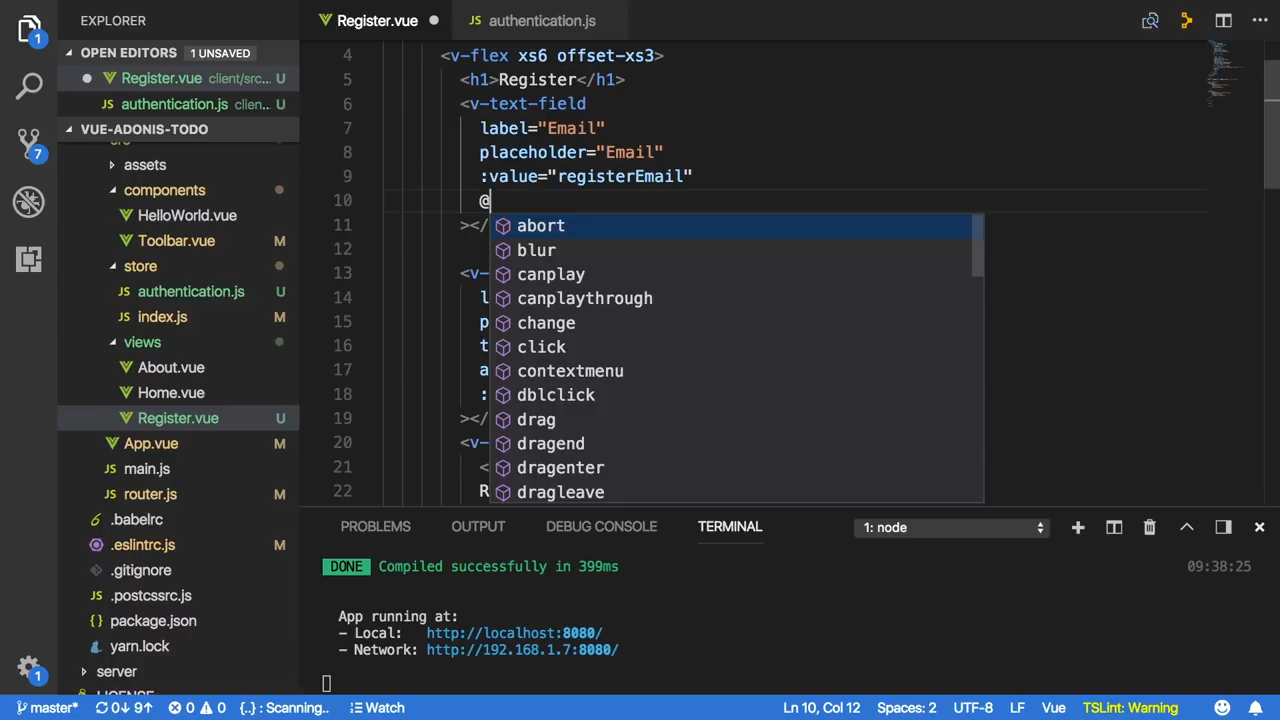 EXPLORER
Register.vue
authentication.js
OPEN EDITORS 1 UNSAVED
Register.vue client/src... U
authentication.js clien... U
VUE-ADONIS-TODO
assets
components
HelloWorld.vue
Toolbar.vue M
store
authentication.js U
index.js M
views
About.vue
Home.vue
Register.vue U
App.vue M
main.js
router.js M
.babelrc
.eslintrc.js M
.gitignore
.postcssrc.js
package.json
yarn.lock
server
4 <v-flex xs6 offset-xs3>
5 <h1>Register</h1>
6 <v-text-field
7 label="Email"
8 placeholder="Email"
9 :value="registerEmail"
10 @
11 ></
12
13 <v-
14 l
15 p
16 t
17 a
18 :
19 ></
20 <v-
21 <
22 R
abort
blur
canplay
canplaythrough
change
click
contextmenu
dblclick
drag
dragend
dragenter
dragleave
PROBLEMS OUTPUT DEBUG CONSOLE TERMINAL 1: node
DONE Compiled successfully in 399ms 09:38:25
App running at:
- Local: http://localhost:8080/
- Network: http://192.168.1.7:8080/
1
7
1
master* 0↓ 9↑ 0 0 {..} : Scanning.. Watch Ln 10, Col 12 Spaces: 2 UTF-8 LF Vue TSLint: Warning